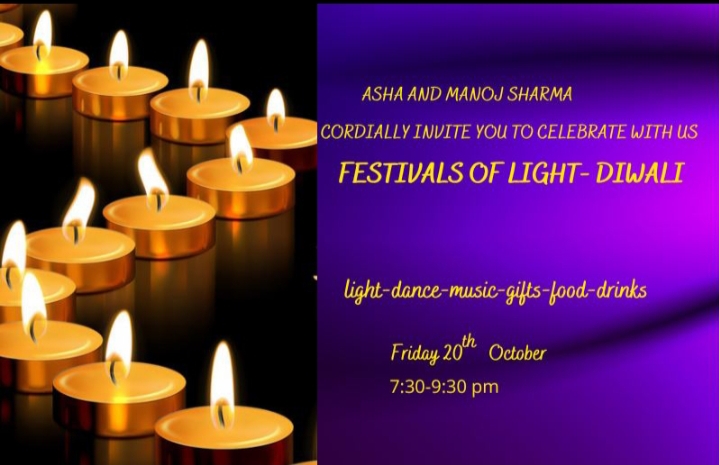 ASHA AND MANOJ SHARMA
CORDIALLY INVITE YOU TO CELEBRATE WITH US
FESTIVALS OF LIGHT- DIWALI
light-dance-music-gifts-food-drinks
Friday 20th October
7:30-9:30 pm